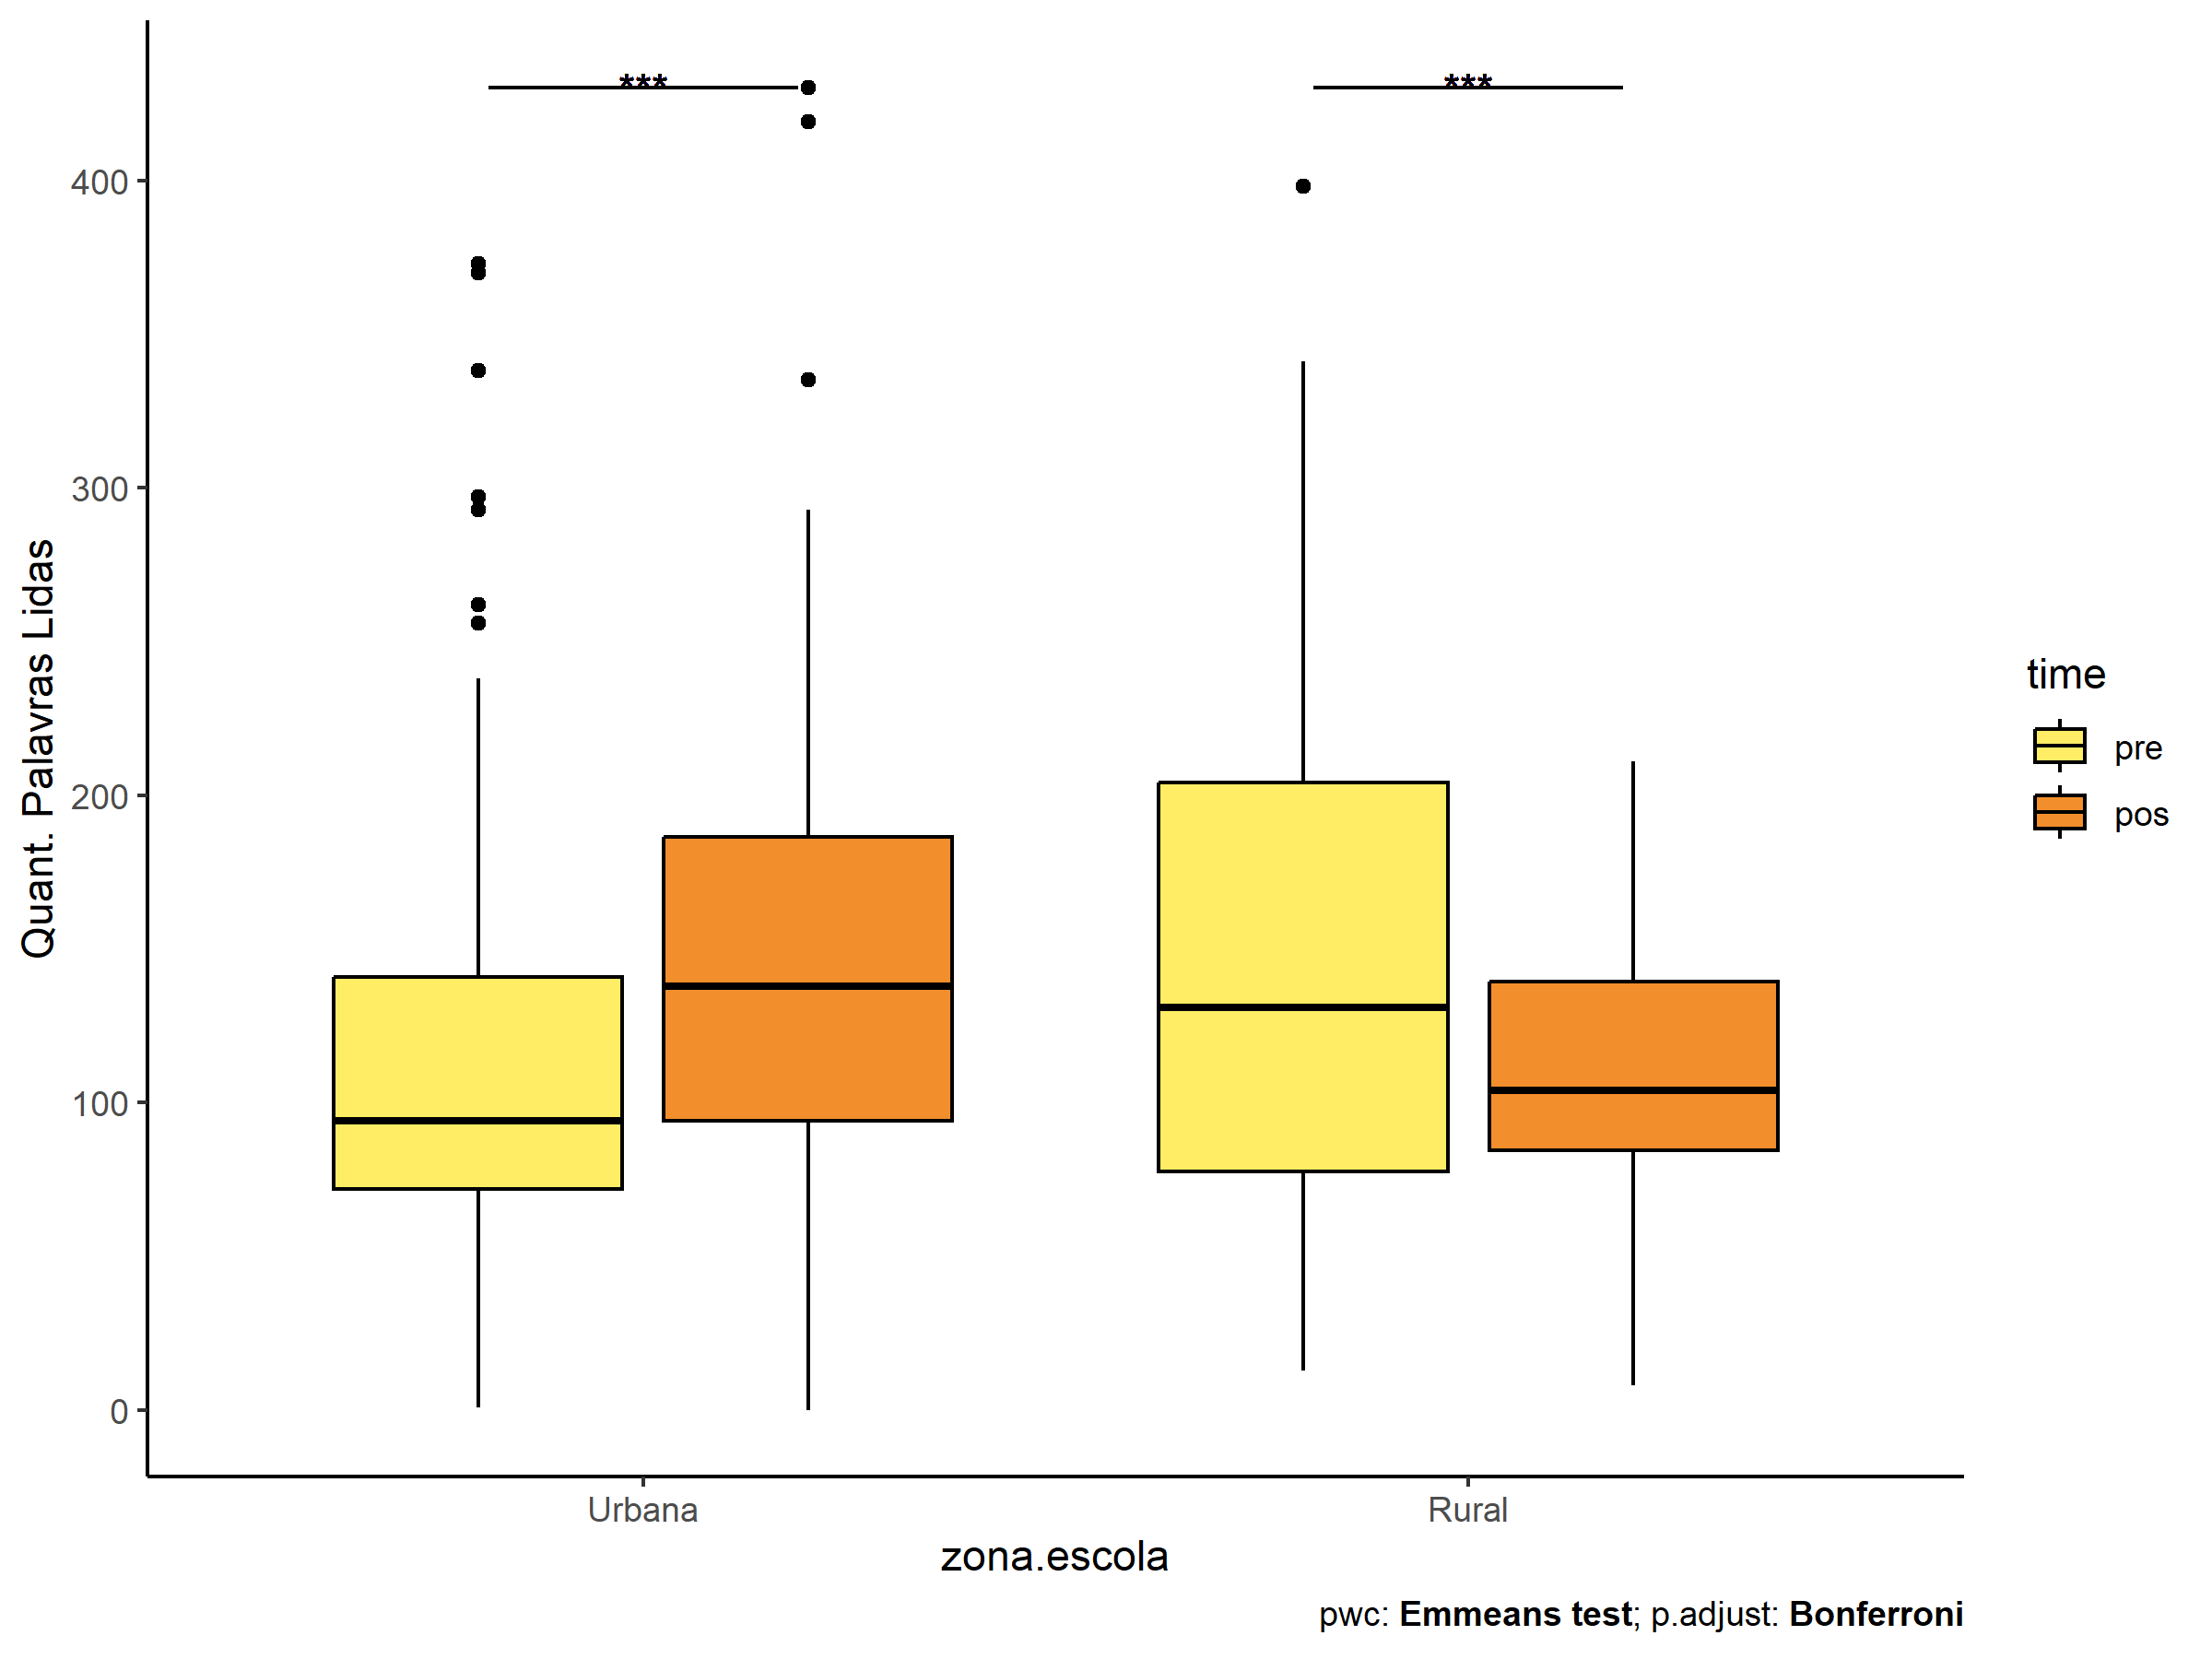 ***
***
400
300
200
100
0
Quant. Palavras Lidas
Urbana
Rural
zona.escola
time
pre
pos
pwc: Emmeans test; p.adjust: Bonferroni